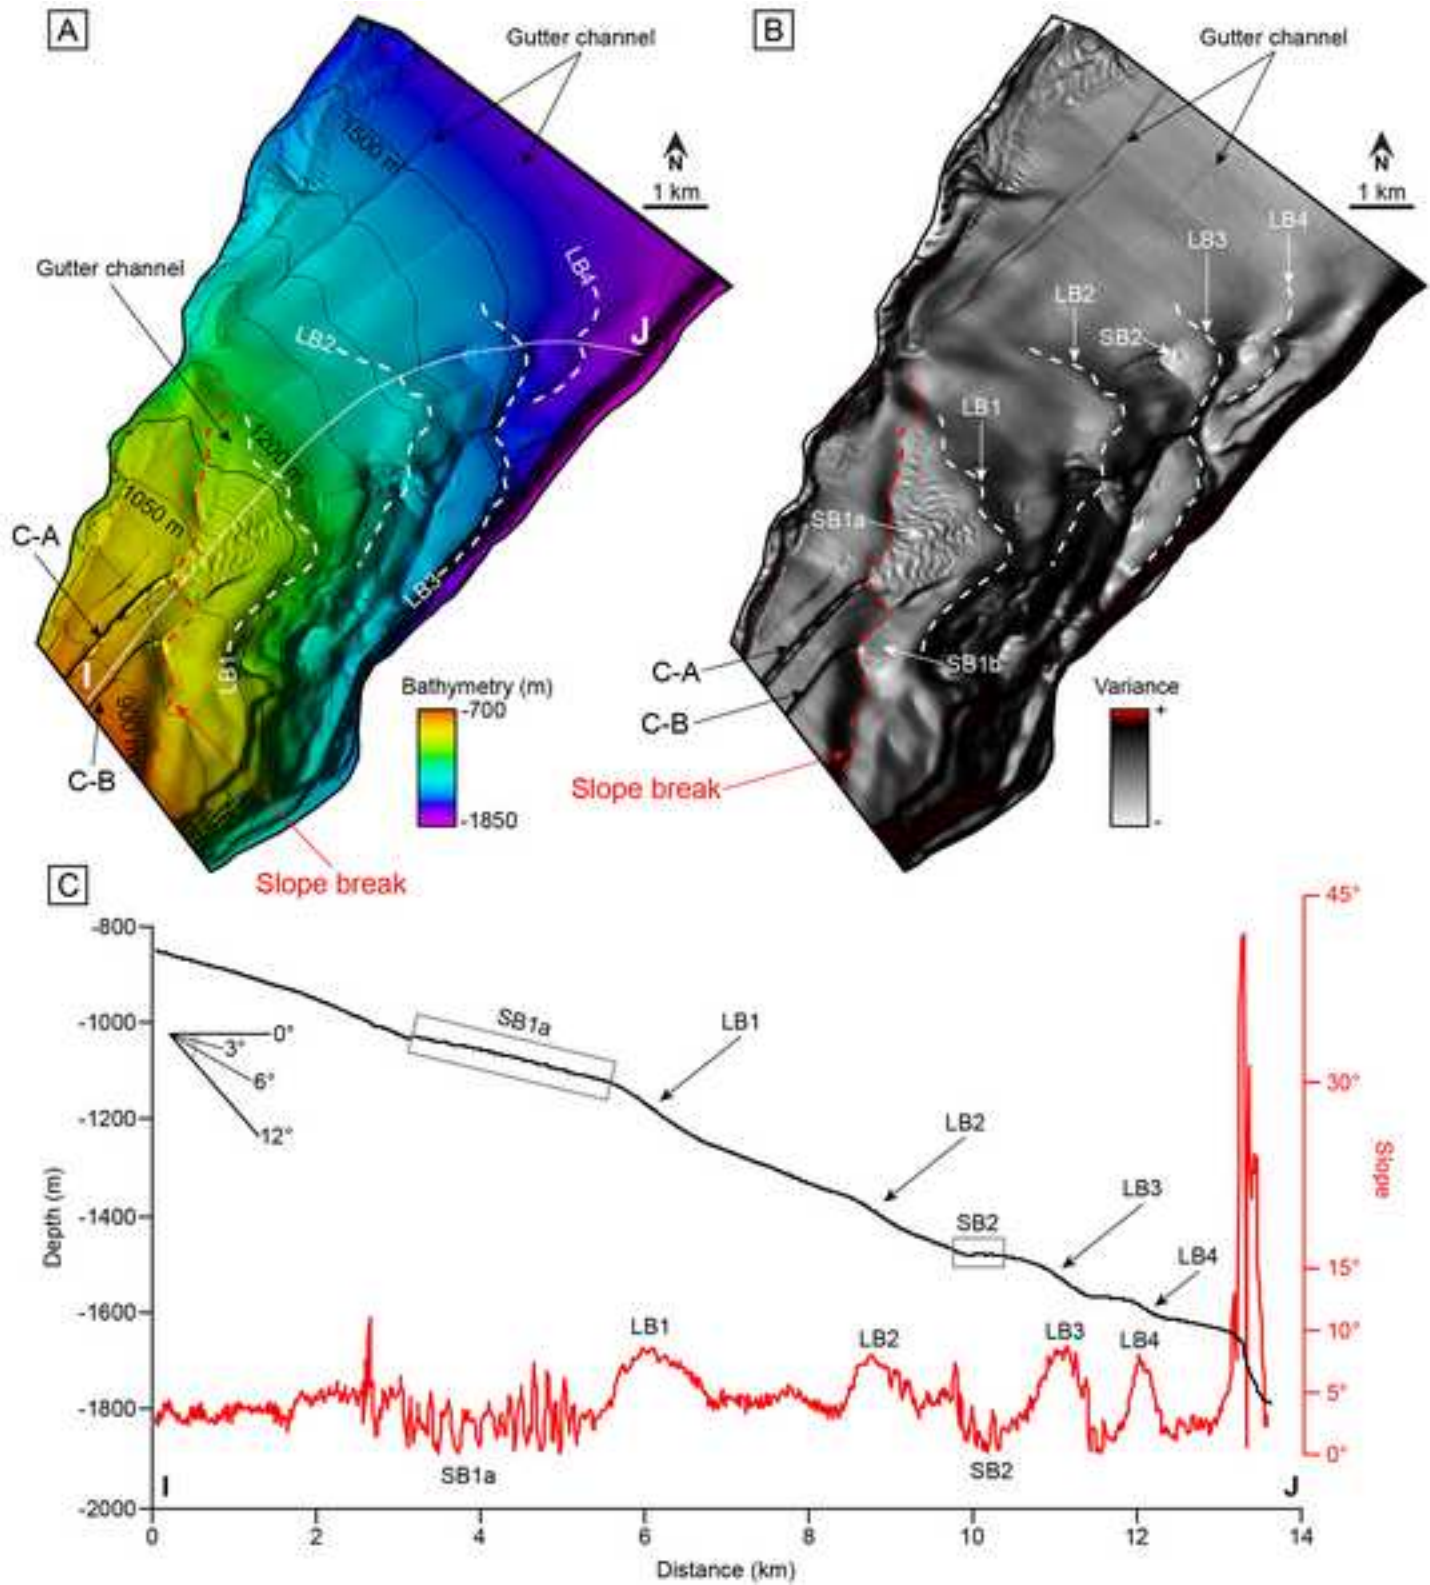 A
Gutter channel
N
1 km
1500 m
Gutter channel
LB4
LB2
J
1200 m
1050 m
C-A
LB3
LB1
I
900 m
C-B
Bathymetry (m)
-700
-1850
Slope break
B
Gutter channel
N
1 km
LB4
LB3
LB2
SB2
LB1
SB1a
C-A
SB1b
C-B
Variance
+
-
Slope break
C
-800
-1000
-1200
-1400
-1600
-1800
-2000
Depth (m)
0°
3°
6°
12°
SB1a
LB1
LB2
SB2
LB3
LB4
LB1
LB2
LB3
LB4
SB1a
SB2
I
J
45°
30°
15°
10°
5°
0°
Slope
0 2 4 6 8 10 12 14
Distance (km)